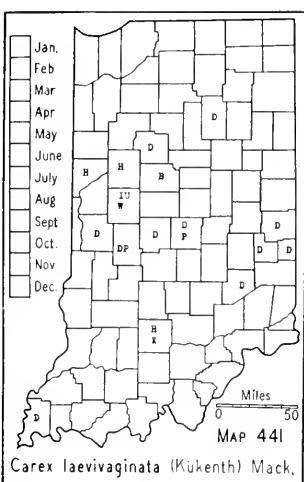 Jan.
Feb
Mar
Apr
May
June
July
Aug
Sept
Oct.
Nov
Dec.
D
D
H H
IU
W
D DP D D
P
D
D D
D
H
D
Miles
0 50
MAP 441
Carex laevivaginata (Kükenth) Mack.